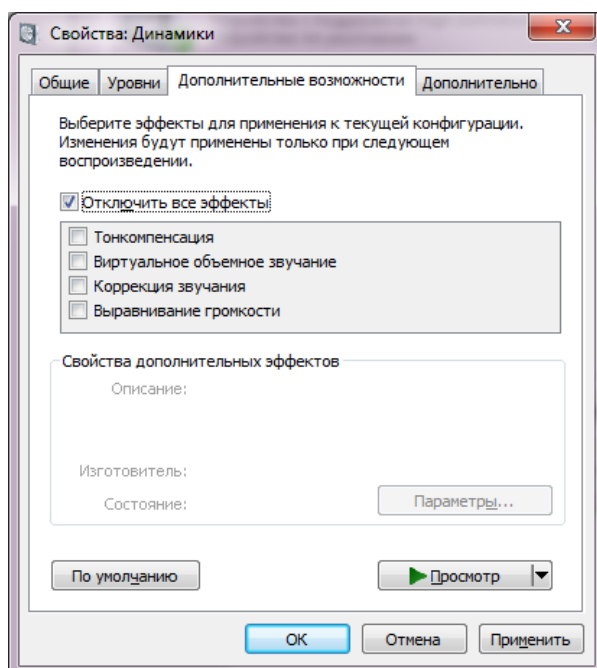 Свойства: Динамики
Общие Уровни Дополнительные возможности Дополнительно
Выберите эффекты для применения к текущей конфигурации.
Изменения будут применены только при следующем
воспроизведении.
Отключить все эффекты
Тонкомпенсация
Виртуальное объемное звучание
Коррекция звучания
Выравнивание громкости
Свойства дополнительных эффектов
Описание:
Изготовитель:
Состояние:
Параметры...
По умолчанию
Просмотр
ОК
Отмена
Применить